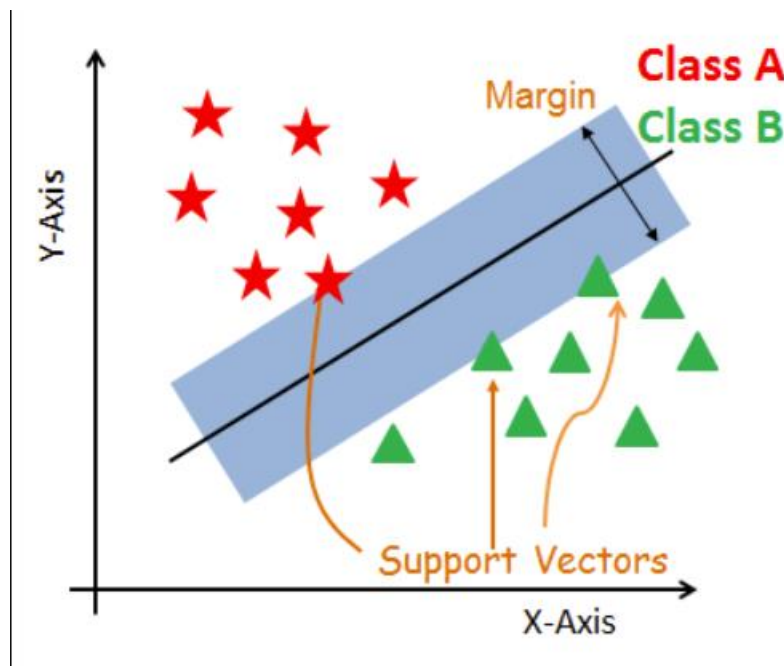 Class A
Margin
Class B
Y-Axis
Support Vectors
X-Axis